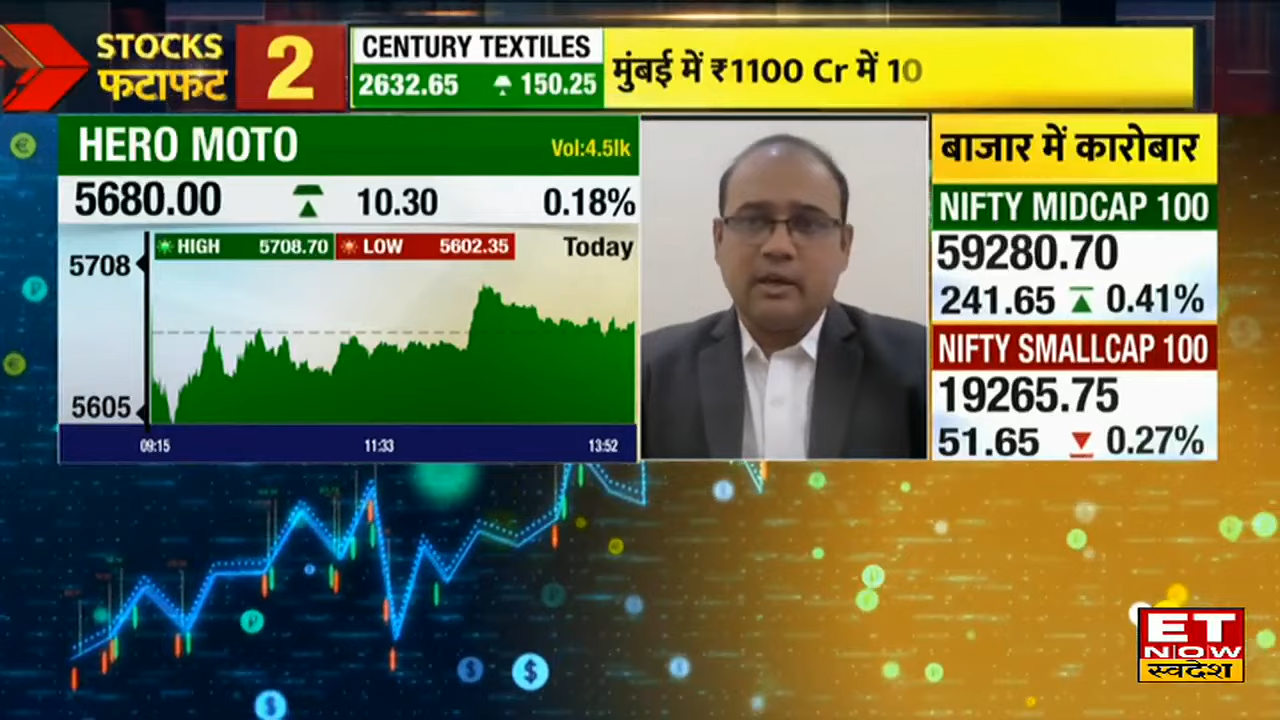 STOCKS
फटाफट
2
CENTURY TEXTILES
2632.65 150.25
मुंबई में ₹1100 Cr में 10
HERO MOTO
Vol:4.5lk
5680.00 10.30 0.18%
HIGH 5708.70 LOW 5602.35 Today
5708
5605
09:15 11:33 13:52
बाजार में कारोबार
NIFTY MIDCAP 100
59280.70
241.65 0.41%
NIFTY SMALLCAP 100
19265.75
51.65 0.27%
ET
NOW
स्वदेश